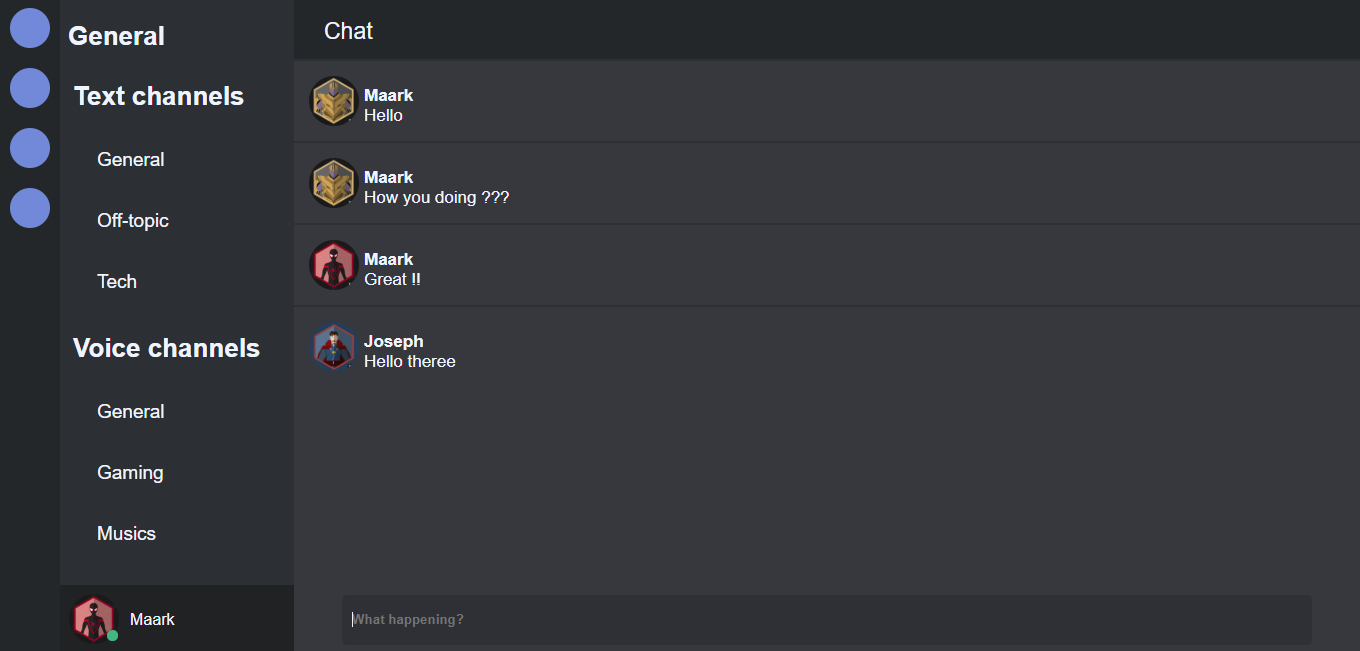 General
Text channels
General
Off-topic
Tech
Voice channels
General
Gaming
Musics
Maark
Chat
Maark
Hello
Maark
How you doing ???
Maark
Great !!
Joseph
Hello theree
What happening?